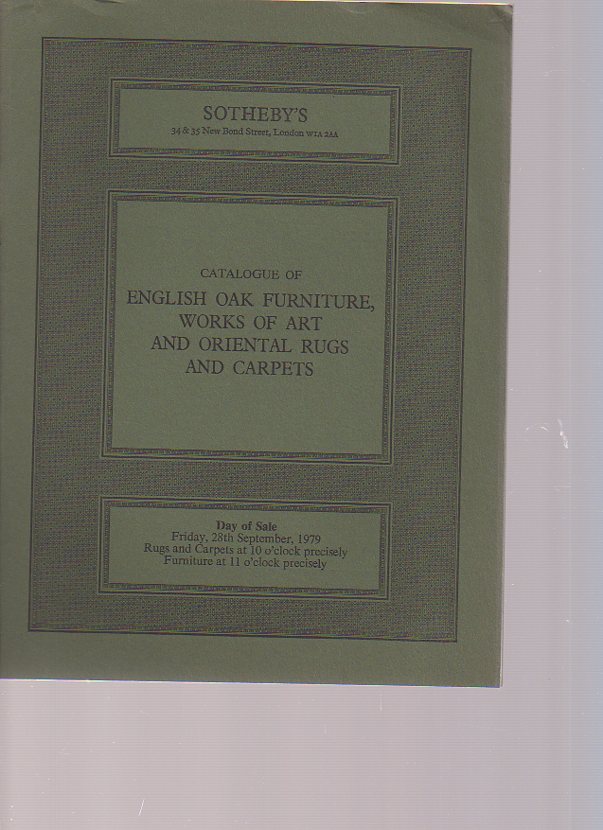 SOTHEBY'S
34 & 35 New Bond Street, London W1A 2AA
CATALOGUE OF
ENGLISH OAK FURNITURE,
WORKS OF ART
AND ORIENTAL RUGS
AND CARPETS
Day of Sale
Friday, 28th September, 1979
Rugs and Carpets at 10 o'clock precisely
Furniture at 11 o'clock precisely